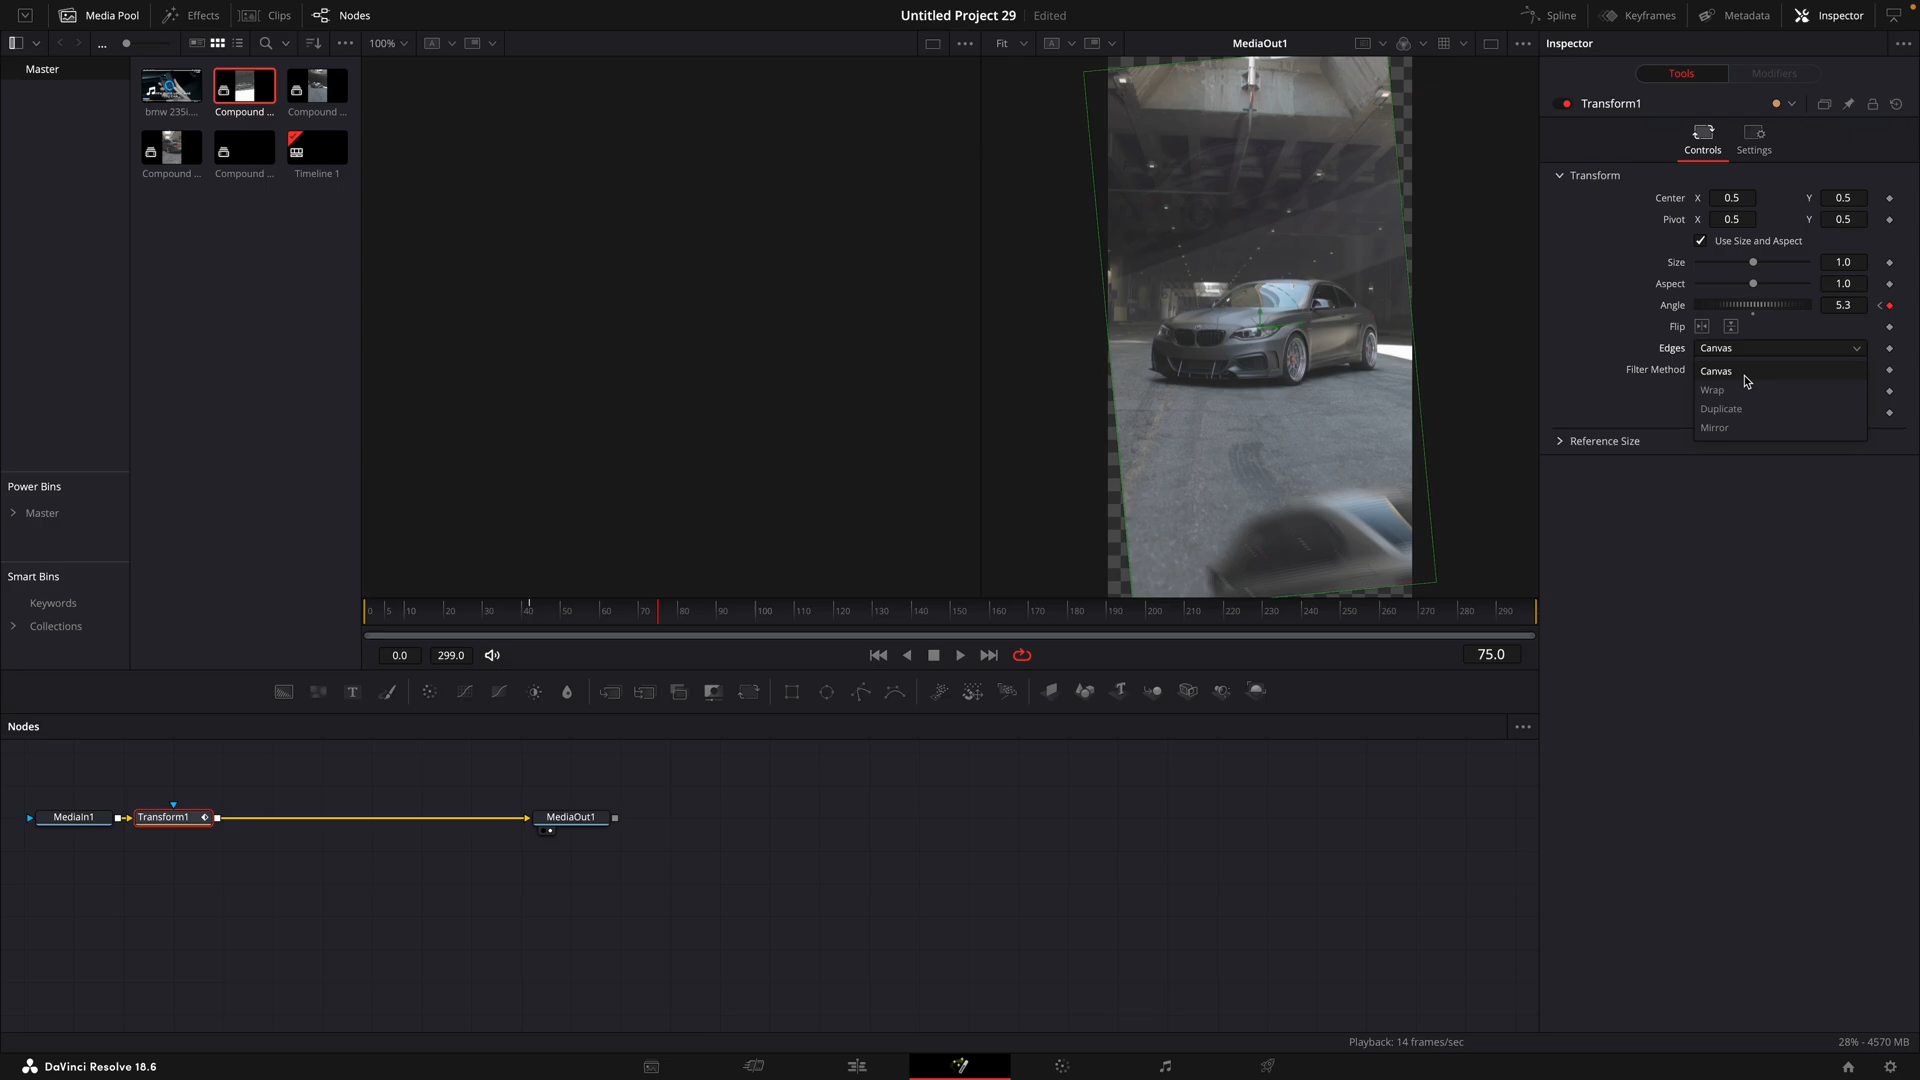 Media Pool
Effects
Clips
Nodes
Untitled Project 29
Edited
Spline
Keyframes
Metadata
Inspector
...
100%
Fit
MediaOut1
Inspector
Master
bmw 235i....
Compound ...
Compound ...
Compound ...
Compound ...
Timeline 1
Tools
Modifiers
Transform1
Controls
Settings
Transform
Center X 0.5 Y 0.5
Pivot X 0.5 Y 0.5
Use Size and Aspect
Size 1.0
Aspect 1.0
Angle 5.3
Flip
Edges Canvas
Filter Method
Canvas
Wrap
Duplicate
Mirror
Reference Size
Power Bins
Master
Smart Bins
Keywords
Collections
0 5 10 20 30 40 50 60 70 80 90 100 110 120 130 140 150 160 170 180 190 200 210 220 230 240 250 260 270 280 290
0.0
299.0
75.0
T
T
Nodes
MediaIn1
Transform1
MediaOut1
Playback: 14 frames/sec
28% - 4570 MB
DaVinci Resolve 18.6